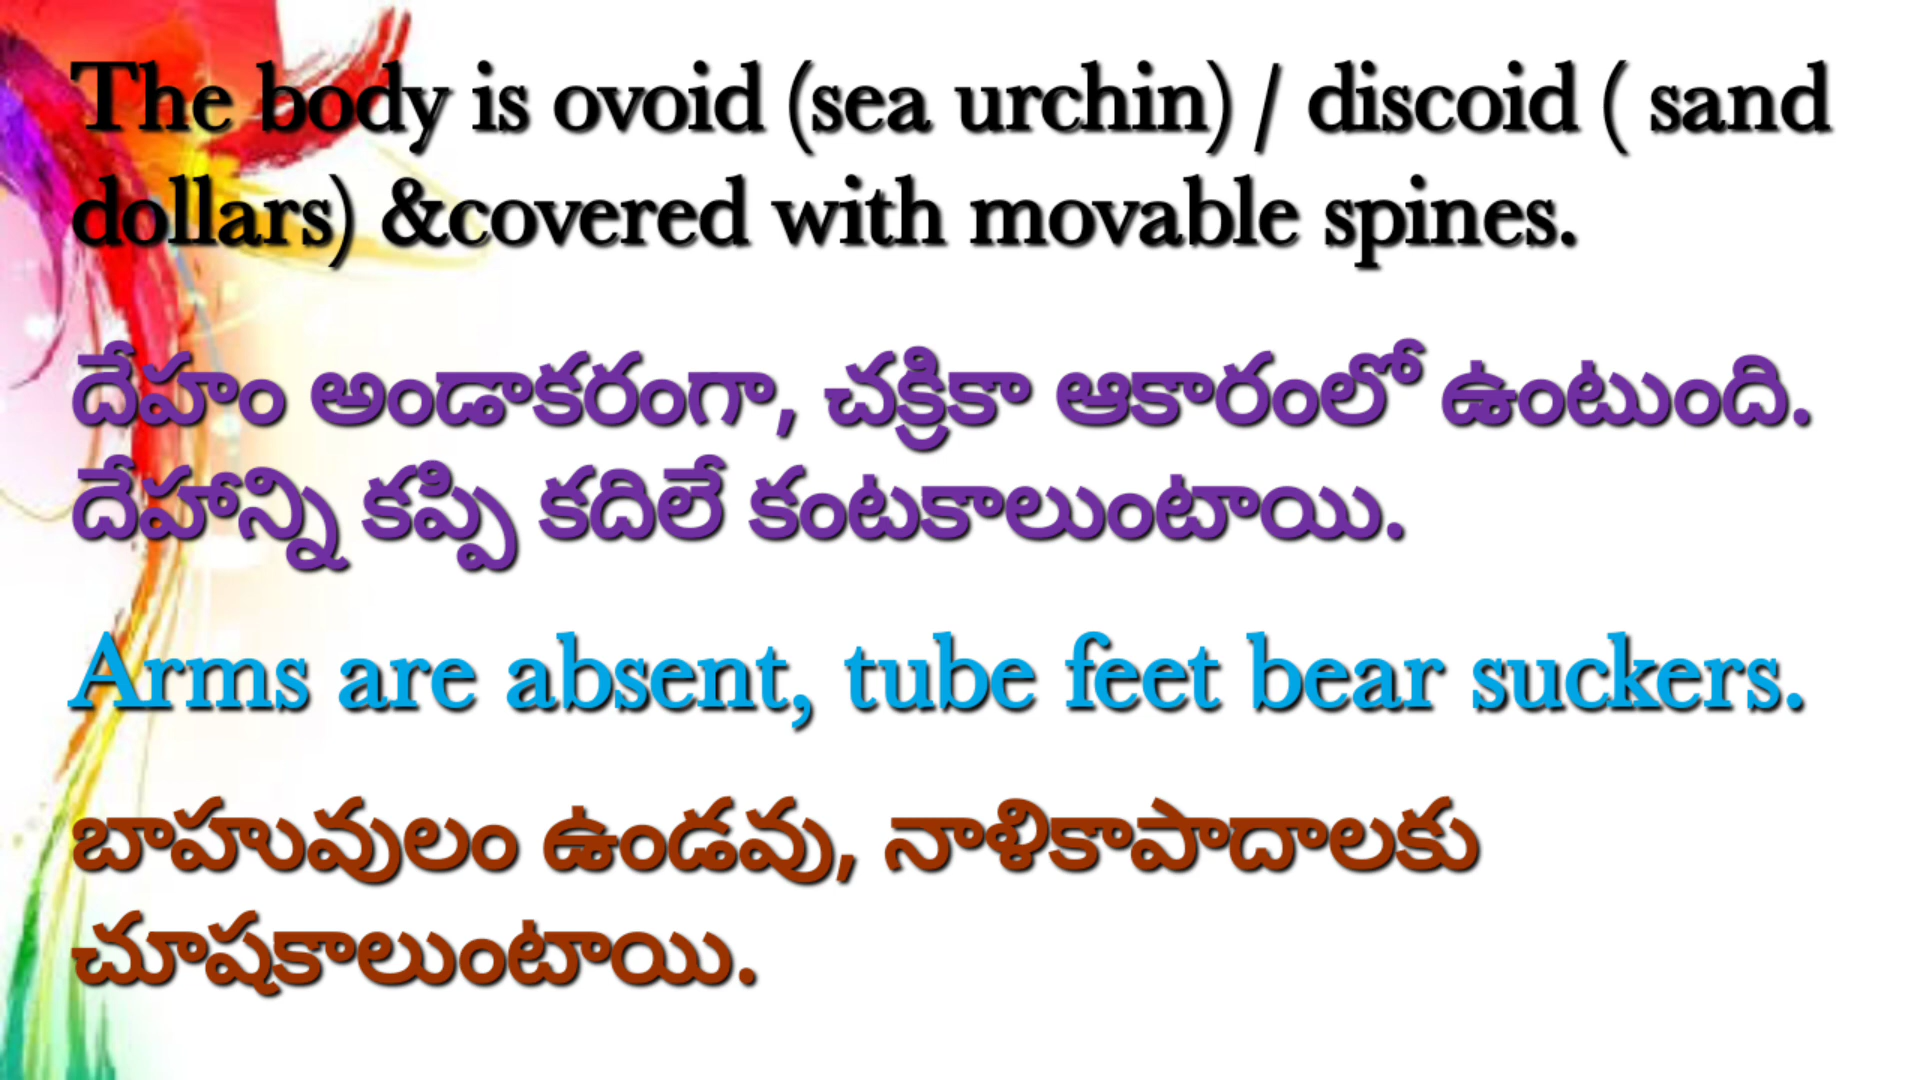 The body is ovoid (sea urchin) / discoid ( sand
dollars) &covered with movable spines.
దేహం అండాకరంగా, చక్రికా ఆకారంలో ఉంటుంది.
దేహాన్ని కప్పి కదిలే కంటకాలుంటాయి.
Arms are absent, tube feet bear suckers.
బాహువులం ఉండవు, నాళికాపాదాలకు
చూషకాలుంటాయి.